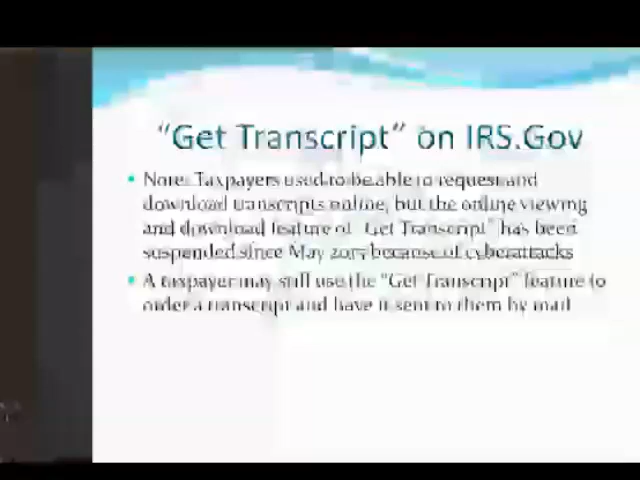 "Get Transcript" on IRS.Gov
Note: Taxpayers used to be able to request and
download transcripts online, but the online viewing
and download feature of "Get Transcript" has been
suspended since May 2015 because of cyberattacks
A taxpayer may still use the "Get Transcript" feature to
order a transcript and have it sent to them by mail